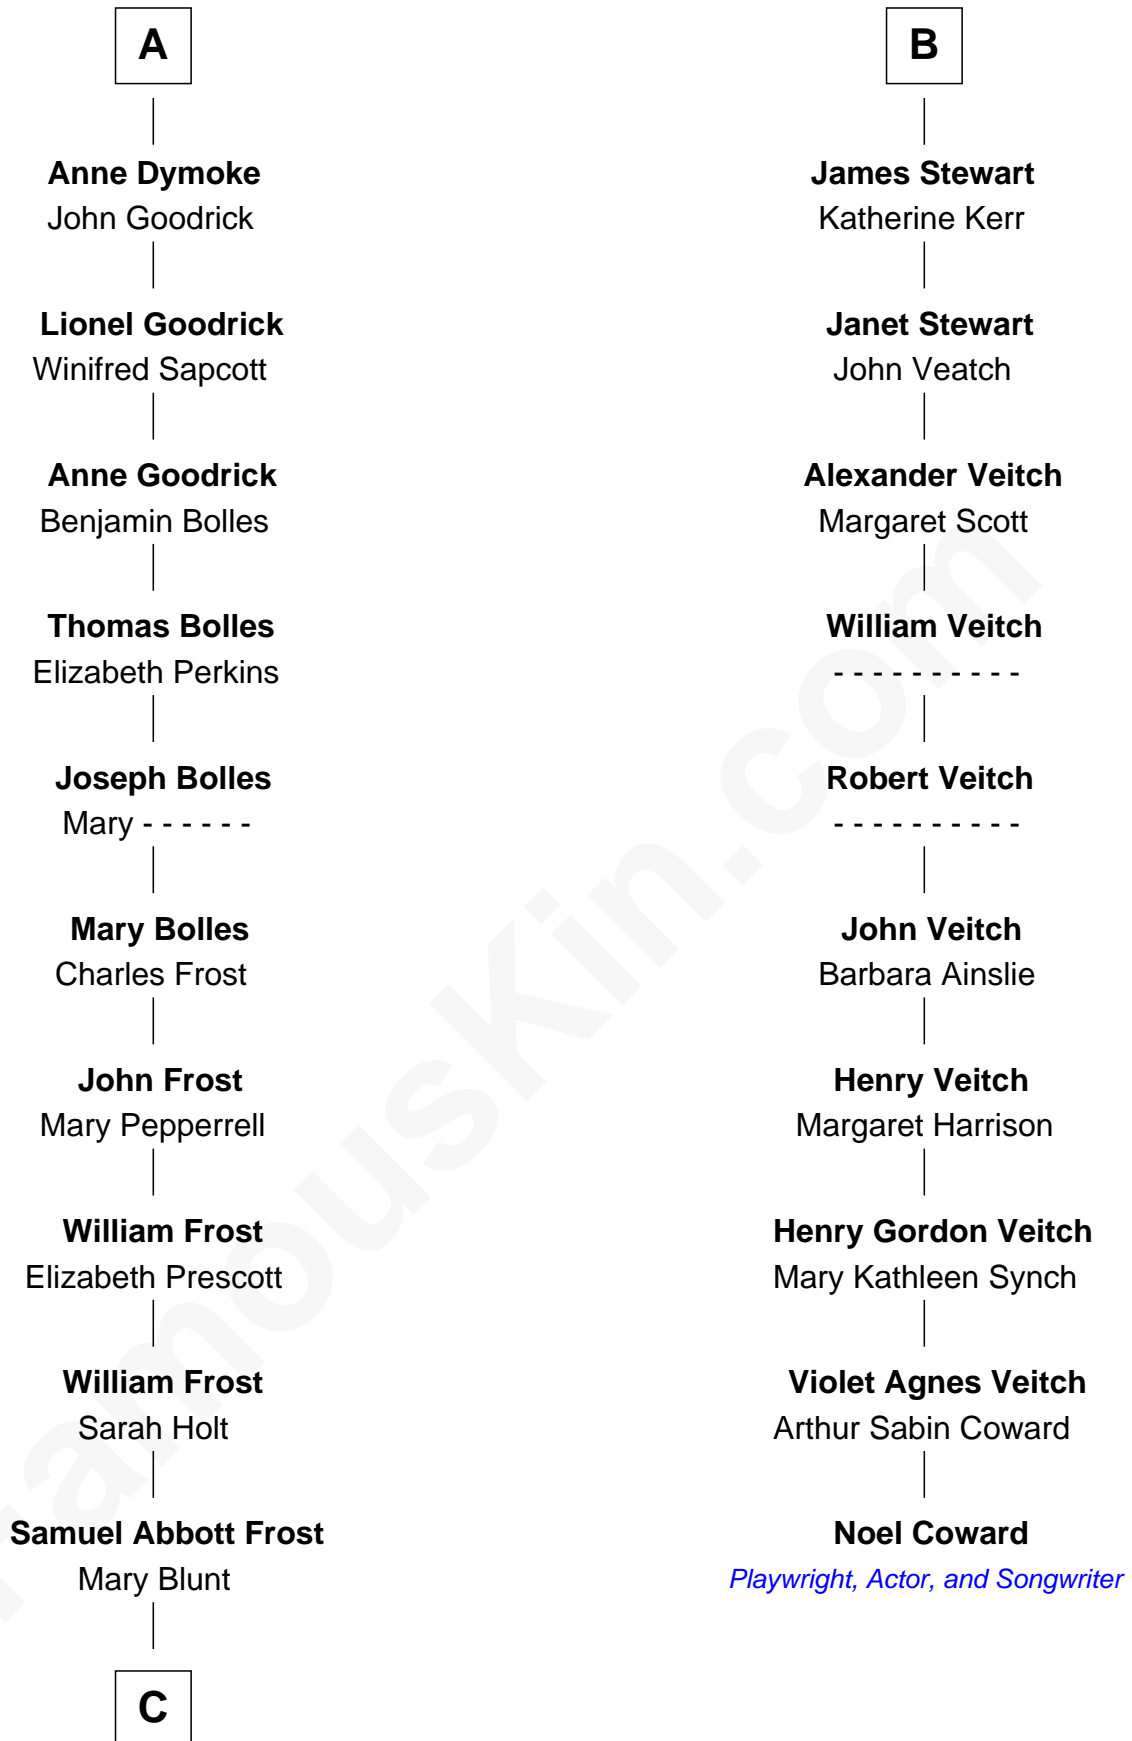 A
Anne Dymoke
John Goodrick
Lionel Goodrick
Winifred Sapcott
Anne Goodrick
Benjamin Bolles
Thomas Bolles
Elizabeth Perkins
Joseph Bolles
Mary - - - - - -
Mary Bolles
Charles Frost
John Frost
Mary Pepperrell
William Frost
Elizabeth Prescott
William Frost
Sarah Holt
Samuel Abbott Frost
Mary Blunt
C
B
James Stewart
Katherine Kerr
Janet Stewart
John Veatch
Alexander Veitch
Margaret Scott
William Veitch
- - - - - - - - - -
Robert Veitch
- - - - - - - - - -
John Veitch
Barbara Ainslie
Henry Veitch
Margaret Harrison
Henry Gordon Veitch
Mary Kathleen Synch
Violet Agnes Veitch
Arthur Sabin Coward
Noel Coward
Playwright, Actor, and Songwriter
FamousKin.com